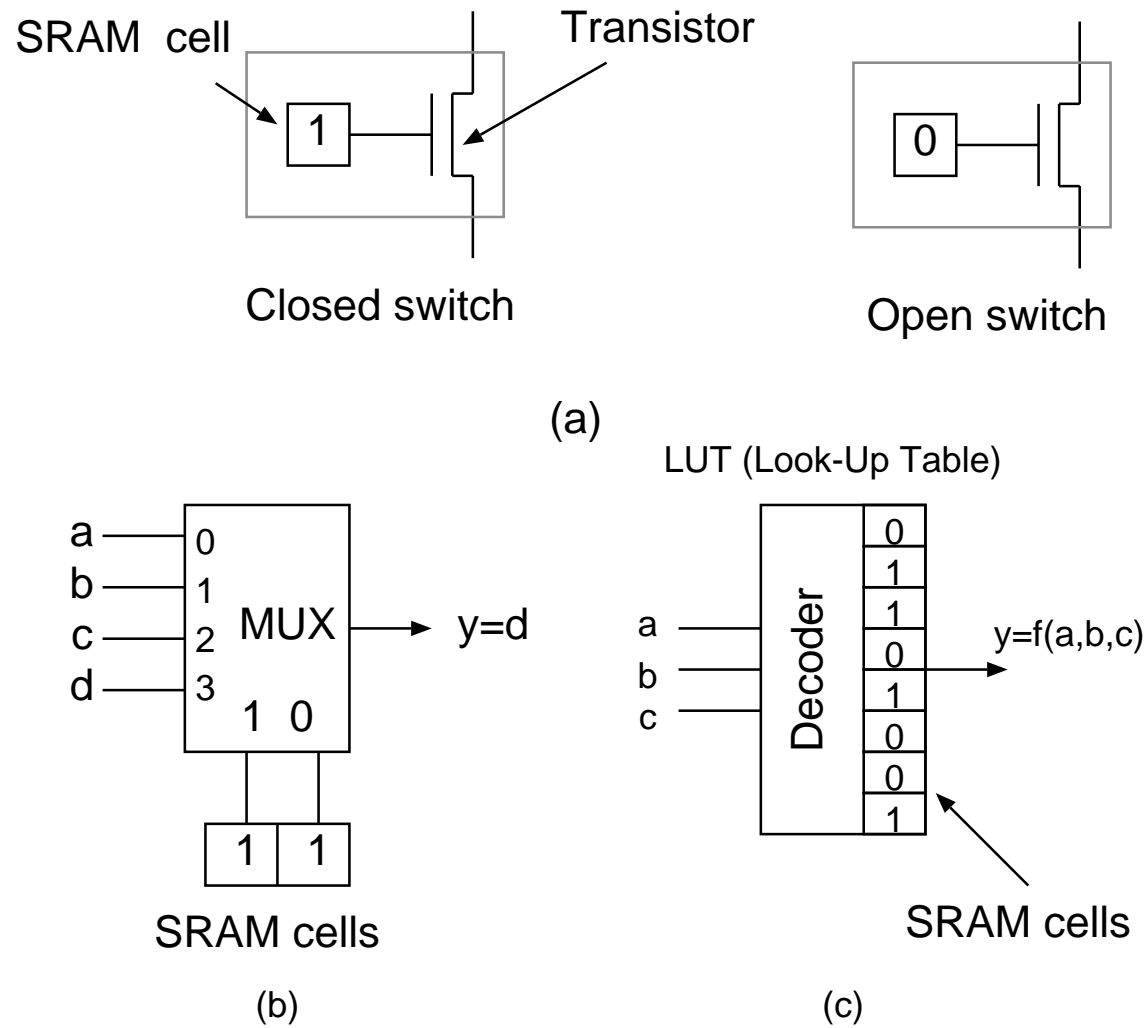 SRAM cell
Transistor
1
0
Closed switch
Open switch
(a)
LUT (Look-Up Table)
a
b
c
d
0
1
2
3
MUX
1 0
y=d
1 1
SRAM cells
(b)
a
b
c
Decoder
0
1
1
0
1
0
0
1
y=f(a,b,c)
SRAM cells
(c)